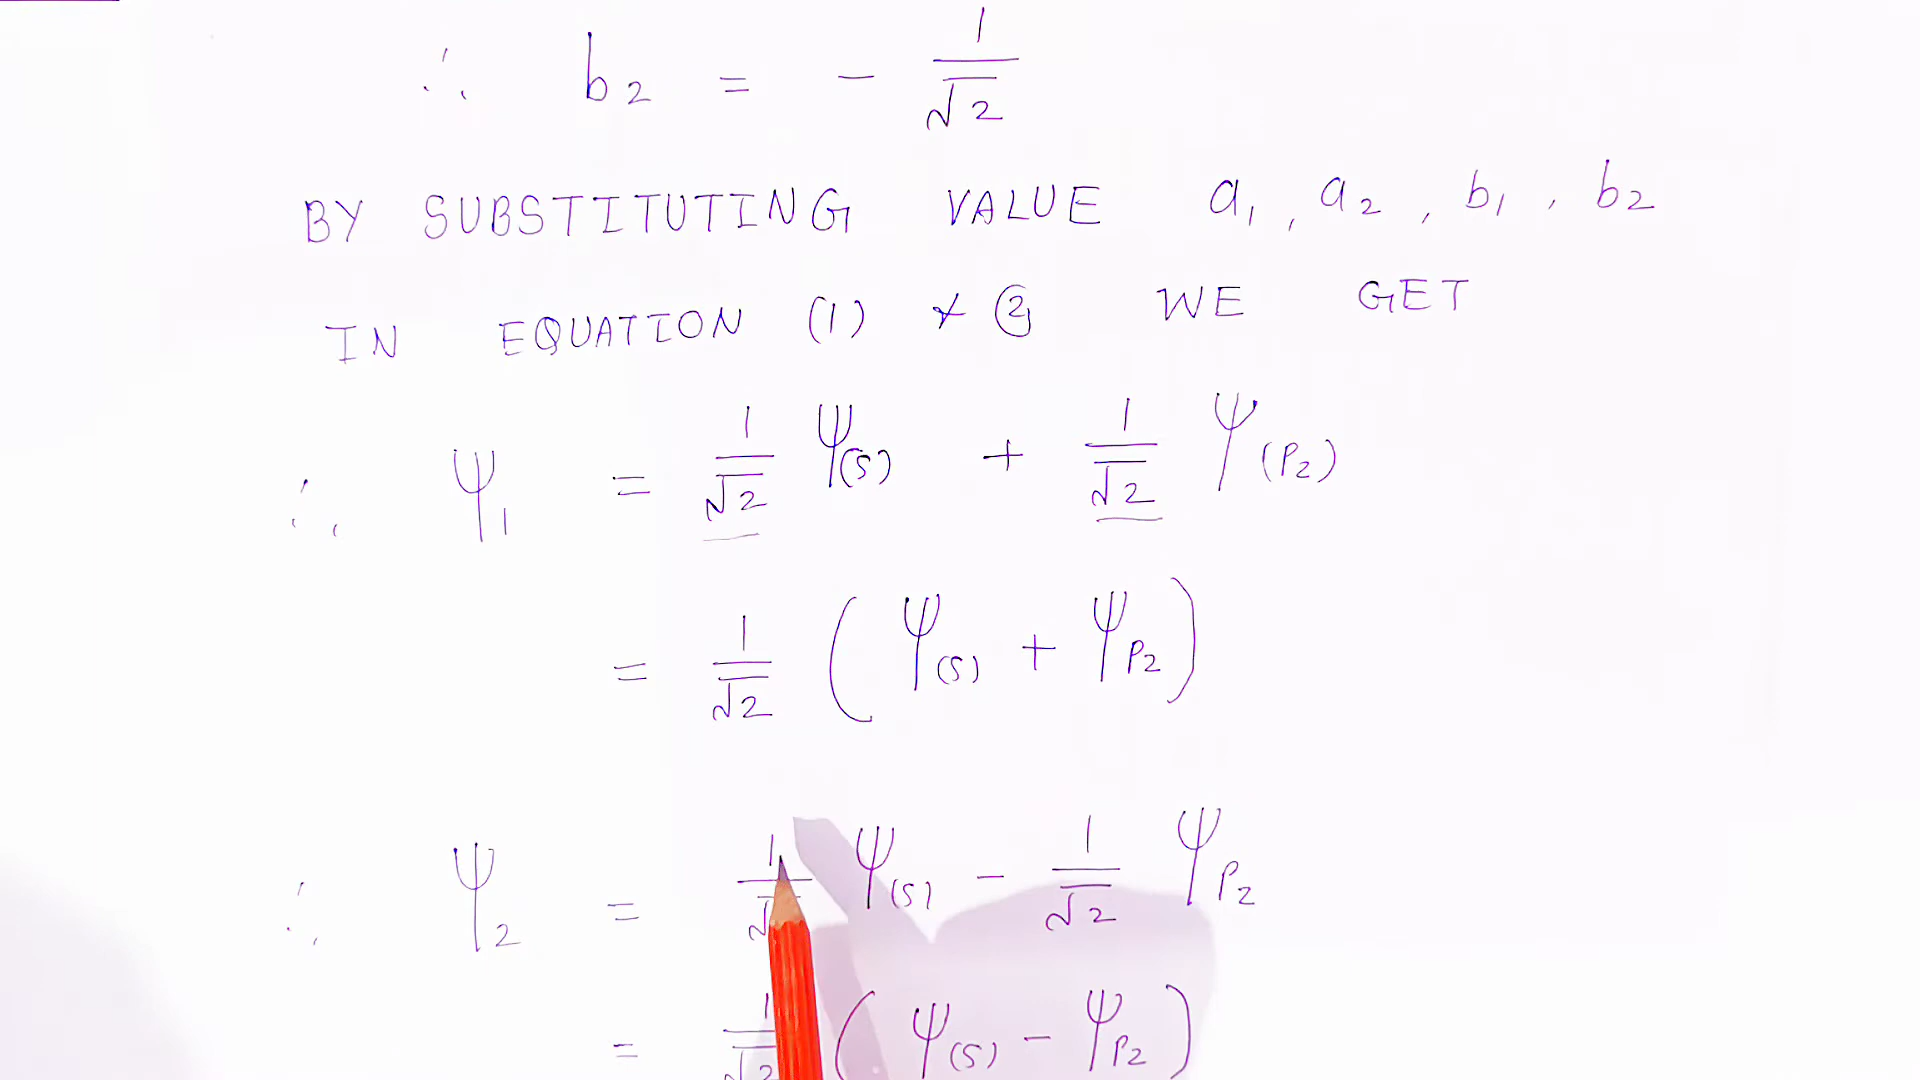 ∴ b2 = - 1/√2
BY SUBSTITUTING VALUE a1, a2, b1, b2
IN EQUATION (1) & ② WE GET
∴ Ψ1 = 1/√2 Ψ(S) + 1/√2 Ψ(P2)
= 1/√2 (Ψ(S) + ΨP2)
∴ Ψ2 = 1/√ Ψ(S) - 1/√2 ΨP2
= 1/√2 (Ψ(S) - ΨP2)